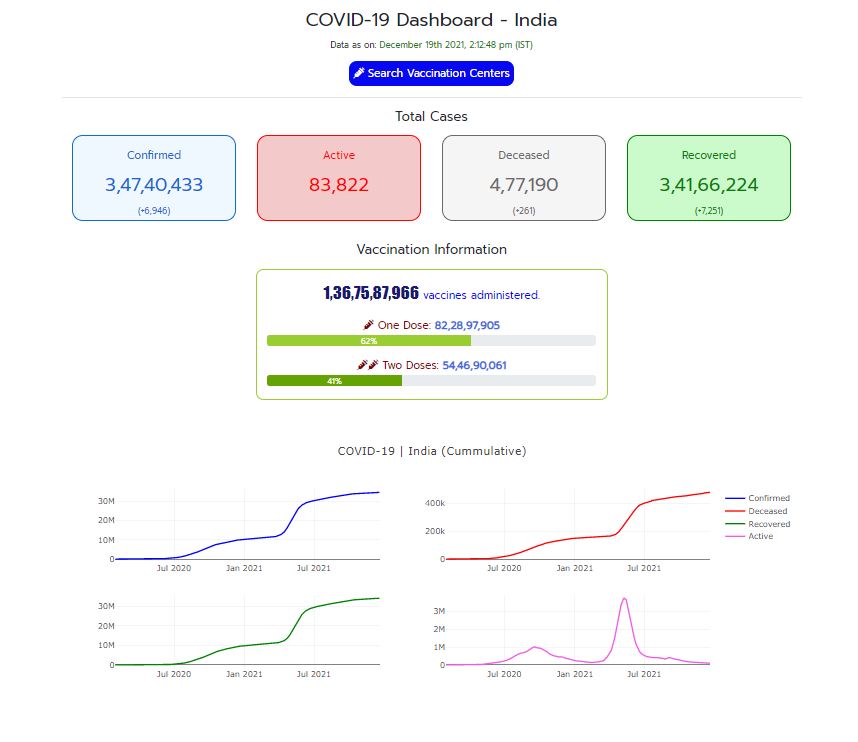 COVID-19 Dashboard - India
Data as on: December 19th 2021, 2:12:48 pm (IST)
Search Vaccination Centers
Total Cases
Confirmed
3,47,40,433
(+6,946)
Active
83,822
Deceased
4,77,190
(+261)
Recovered
3,41,66,224
(+7,251)
Vaccination Information
1,36,75,87,966 vaccines administered.
One Dose: 82,28,97,905
62%
Two Doses: 54,46,90,061
41%
COVID-19 | India (Cummulative)
30M
20M
10M
0
Jul 2020 Jan 2021 Jul 2021
400k
200k
0
Jul 2020 Jan 2021 Jul 2021
Confirmed
Deceased
Recovered
Active
30M
20M
10M
0
Jul 2020 Jan 2021 Jul 2021
3M
2M
1M
0
Jul 2020 Jan 2021 Jul 2021